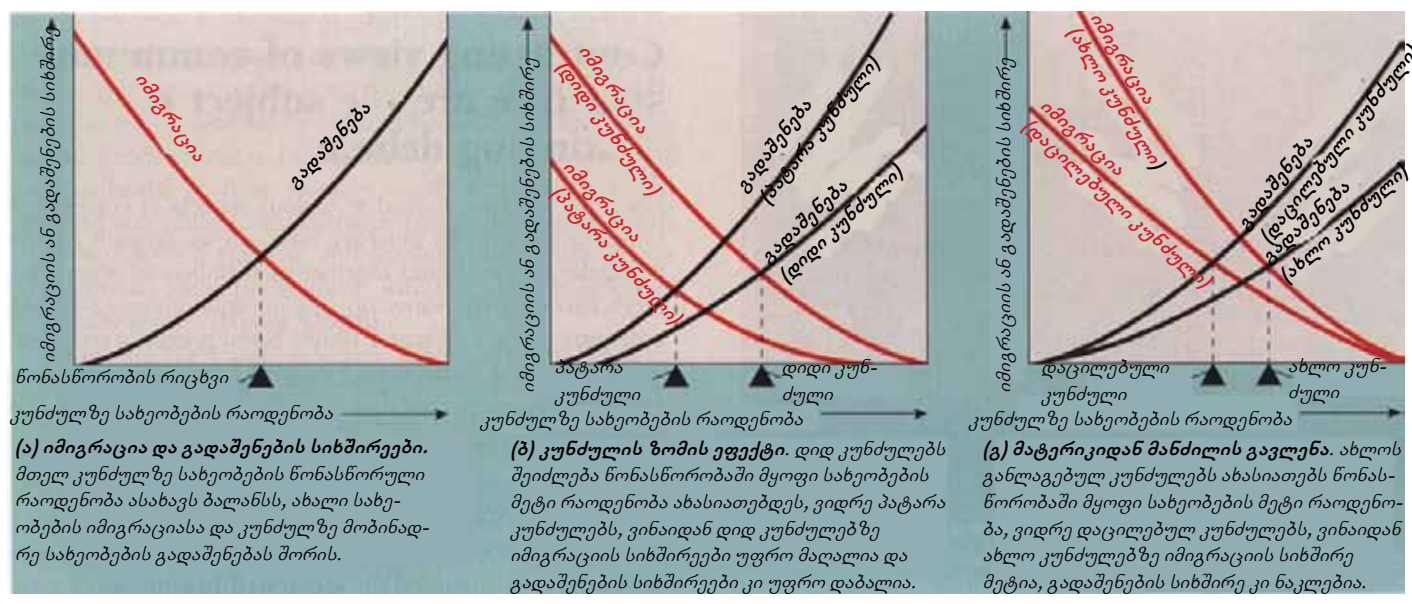 იმიგრაციის ან გადაშენების სიხშირე
იმიგრაცია
გადაშენება
წონასწორობის რიცხვი
კუნძულზე სახეობების რაოდენობა
(ა) იმიგრაცია და გადაშენების სიხშირეები.
მთელ კუნძულზე სახეობების წონასწორული
რაოდენობა ასახავს ბალანსს, ახალი სახე-
ობების იმიგრაციასა და კუნძულზე მობინად-
რე სახეობების გადაშენებას შორის.
იმიგრაციის ან გადაშენების სიხშირე
იმიგრაცია
(დიდი კუნძული)
იმიგრაცია
(პატარა კუნძული)
გადაშენება
(პატარა კუნძული)
გადაშენება
(დიდი კუნძული)
პატარა
კუნძული
დიდი კუნ-
ძული
კუნძულზე სახეობების რაოდენობა
(ბ) კუნძულის ზომის ეფექტი. დიდ კუნძულებს
შეიძლება წონასწორობაში მყოფი სახეობების
მეტი რაოდენობა ახასიათებდეს, ვიდრე პატარა
კუნძულებს, ვინაიდან დიდ კუნძულებზე
იმიგრაციის სიხშირეები უფრო მაღალია და
გადაშენების სიხშირეები კი უფრო დაბალია.
იმიგრაციის ან გადაშენების სიხშირე
იმიგრაცია
(ახლო კუნძული)
იმიგრაცია
(დაცილებული კუნძული)
გადაშენება
(დაცილებული კუნძული)
გადაშენება
(ახლო კუნძული)
დაცილებული
კუნძული
ახლო კუნ-
ძული
კუნძულზე სახეობების რაოდენობა
(გ) მატერიკიდან მანძილის გავლენა. ახლოს
განლაგებულ კუნძულებს ახასიათებს წონას-
წორობაში მყოფი სახეობების მეტი რაოდენო-
ბა, ვიდრე დაცილებულ კუნძულებს, ვინაიდან
ახლო კუნძულებზე იმიგრაციის სიხშირე
მეტია, გადაშენების სიხშირე კი ნაკლებია.